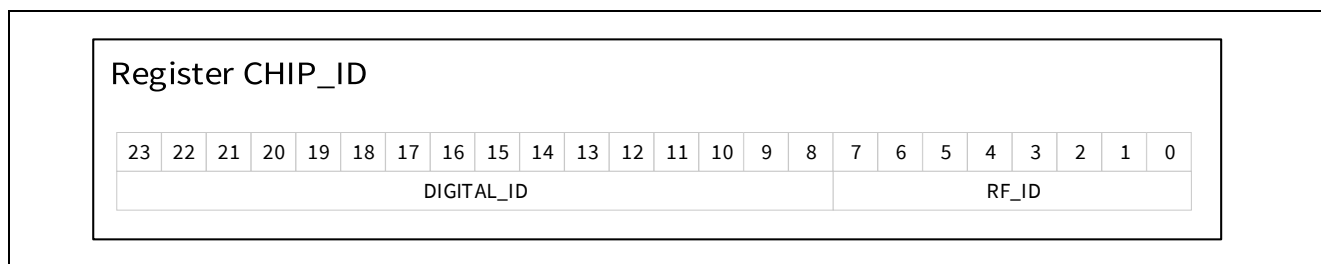 Register CHIP_ID
23 22 21 20 19 18 17 16 15 14 13 12 11 10 9 8 7 6 5 4 3 2 1 0
DIGITAL_ID RF_ID